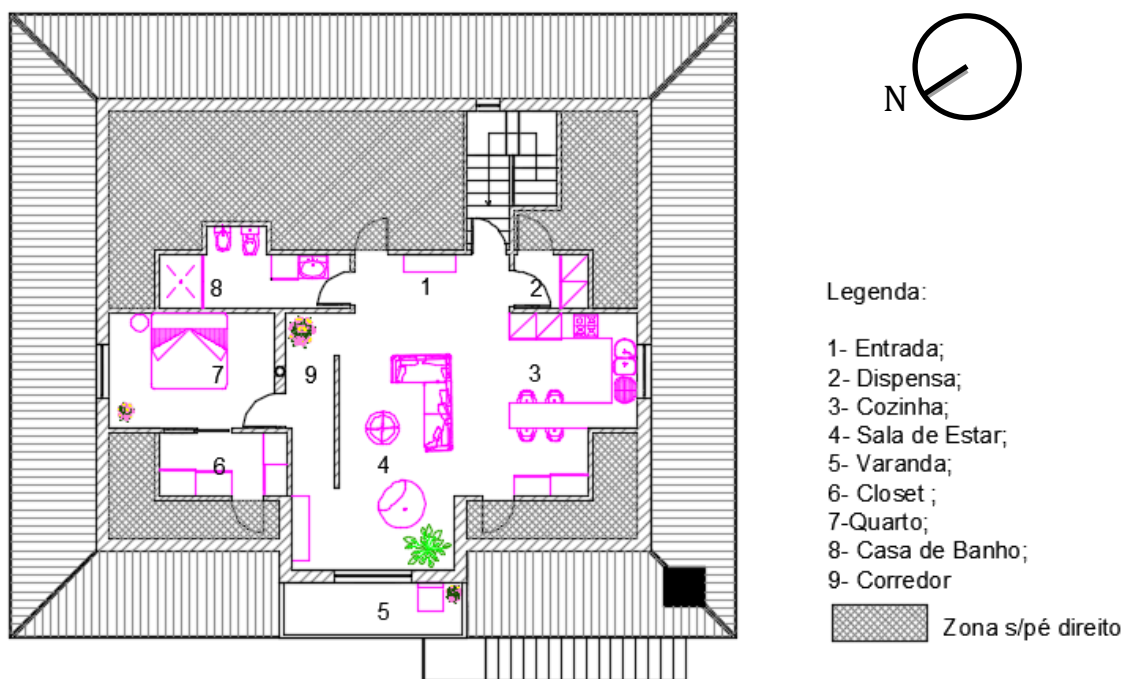 N
8
1
2
7
9
3
4
6
5
Legenda:
1- Entrada;
2- Dispensa;
3- Cozinha;
4- Sala de Estar;
5- Varanda;
6- Closet ;
7-Quarto;
8- Casa de Banho;
9- Corredor
Zona s/pé direito